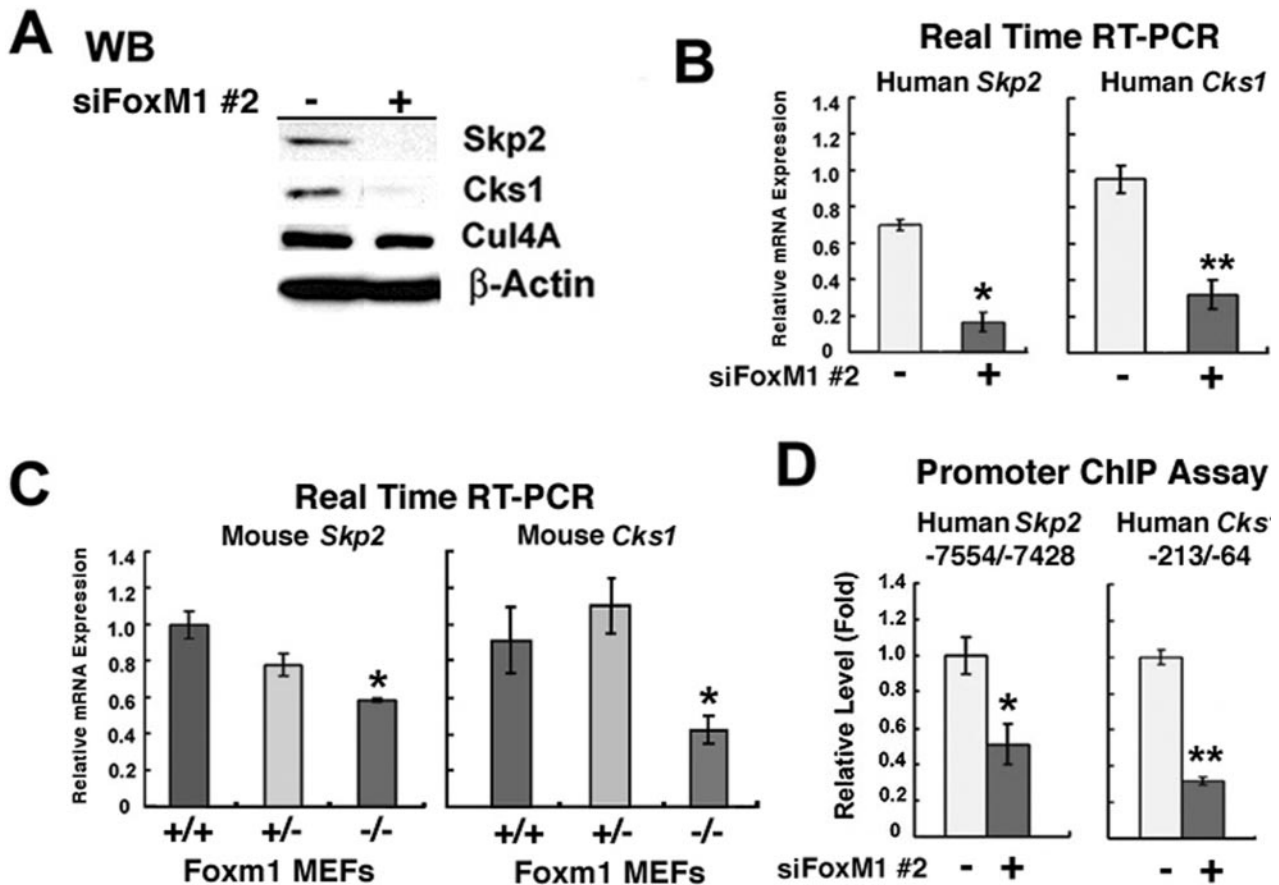 A WB
siFoxM1 #2 - +
Skp2
Cks1
Cul4A
β-Actin
B Real Time RT-PCR
Human Skp2 Human Cks1
Relative mRNA Expression
1.4
1.2
1.0
0.8
0.6
0.4
0.2
0
* **
siFoxM1 #2 - + - +
C Real Time RT-PCR
Mouse Skp2 Mouse Cks1
Relative mRNA Expression
1.4
1.2
1.0
0.8
0.6
0.4
0.2
0
* *
+/+ +/- -/- +/+ +/- -/-
Foxm1 MEFs Foxm1 MEFs
D Promoter ChIP Assay
Human Skp2 Human Cks1
-7554/-7428 -213/-64
Relative Level (Fold)
1.4
1.2
1.0
0.8
0.6
0.4
0.2
0
* **
siFoxM1 #2 - + - +